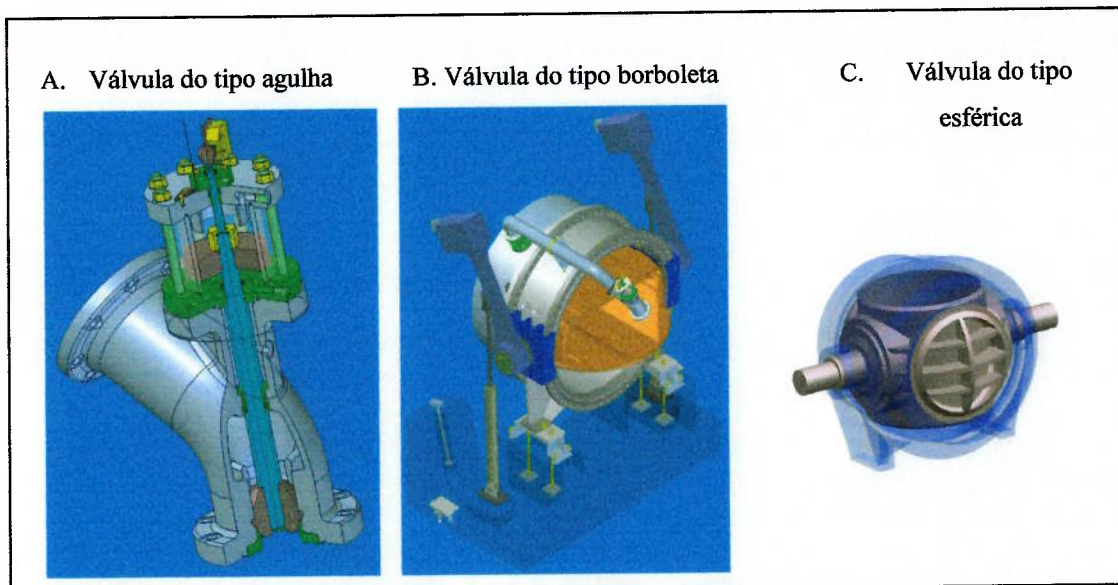 A. Válvula do tipo agulha
B. Válvula do tipo borboleta
C. Válvula do tipo
esférica